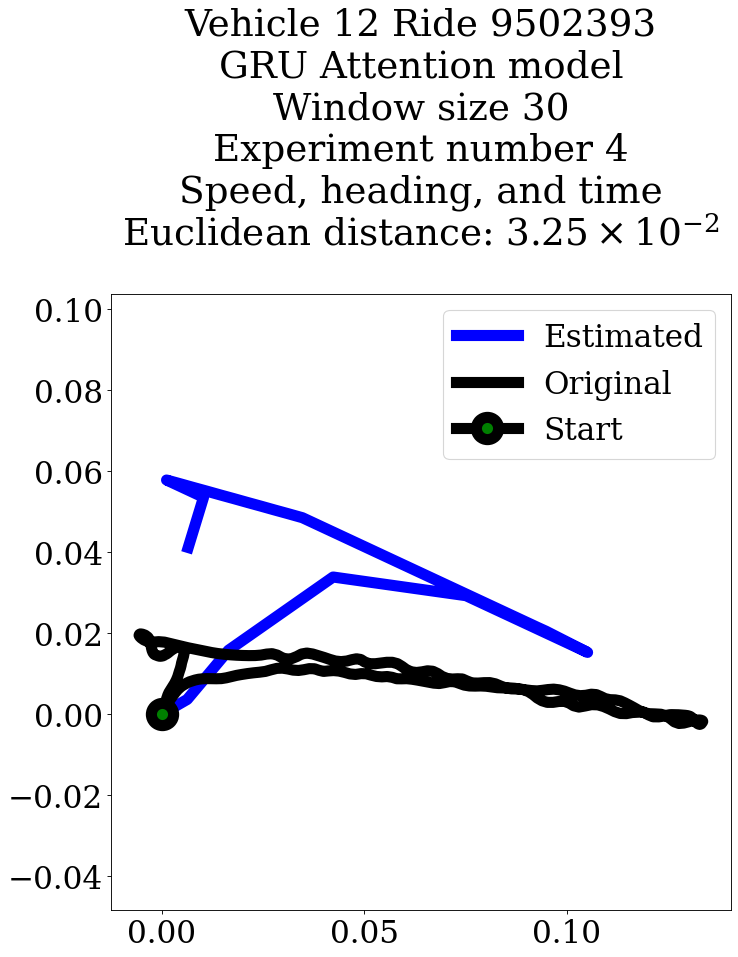 Vehicle 12 Ride 9502393
GRU Attention model
Window size 30
Experiment number 4
Speed, heading, and time
Euclidean distance: 3.25 × 10⁻²
Estimated
Original
Start
0.10
0.08
0.06
0.04
0.02
0.00
−0.02
−0.04
0.00 0.05 0.10